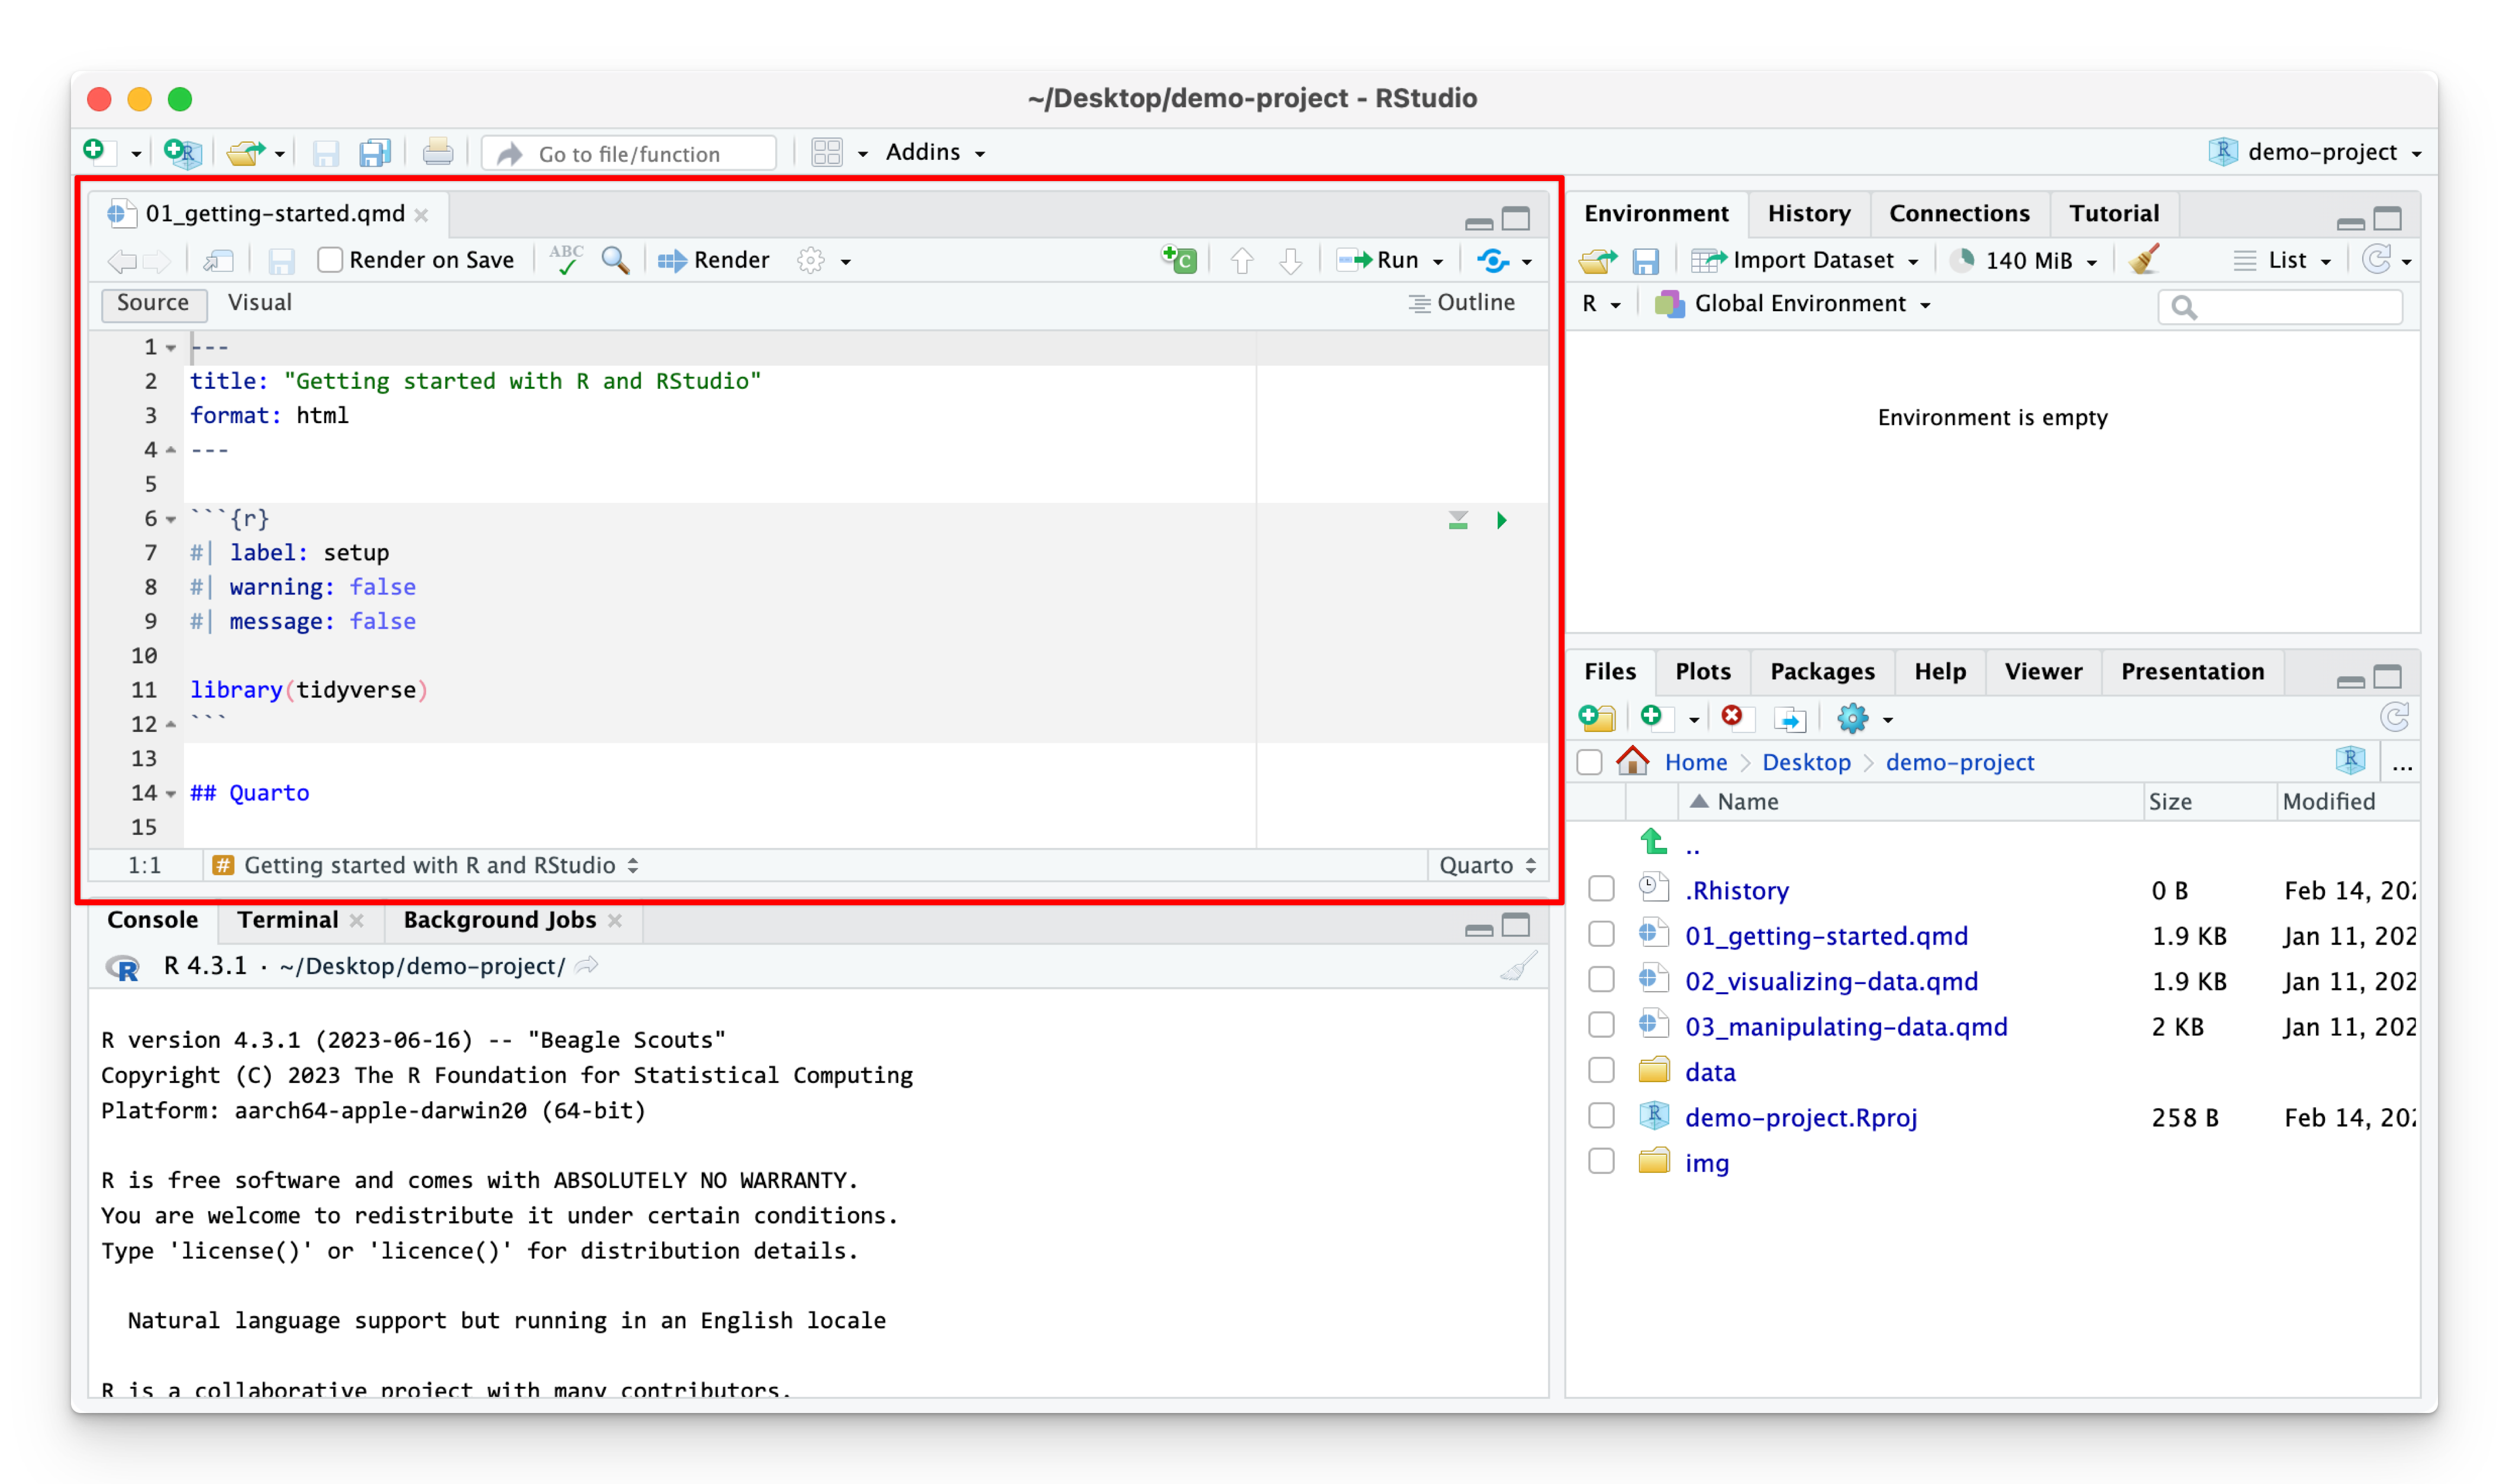 ~/Desktop/demo-project - RStudio
Go to file/function
Addins
demo-project
01_getting-started.qmd
Render on Save
ABC
Render
C
Run
Source
Visual
Outline
1
---
2
title: "Getting started with R and RStudio"
3
format: html
4
---
5
6
```{r}
7
#| label: setup
8
#| warning: false
9
#| message: false
10
11
library(tidyverse)
12
```
13
14
## Quarto
15
1:1
# Getting started with R and RStudio
Quarto
Console
Terminal
Background Jobs
R 4.3.1 · ~/Desktop/demo-project/
R version 4.3.1 (2023-06-16) -- "Beagle Scouts"
Copyright (C) 2023 The R Foundation for Statistical Computing
Platform: aarch64-apple-darwin20 (64-bit)
R is free software and comes with ABSOLUTELY NO WARRANTY.
You are welcome to redistribute it under certain conditions.
Type 'license()' or 'licence()' for distribution details.
Natural language support but running in an English locale
R is a collaborative project with many contributors.
Environment
History
Connections
Tutorial
Import Dataset
140 MiB
List
R
Global Environment
Environment is empty
Files
Plots
Packages
Help
Viewer
Presentation
Home > Desktop > demo-project
...
Name
Size
Modified
..
.Rhistory
0 B
Feb 14, 202
01_getting-started.qmd
1.9 KB
Jan 11, 202
02_visualizing-data.qmd
1.9 KB
Jan 11, 202
03_manipulating-data.qmd
2 KB
Jan 11, 202
data
demo-project.Rproj
258 B
Feb 14, 202
img